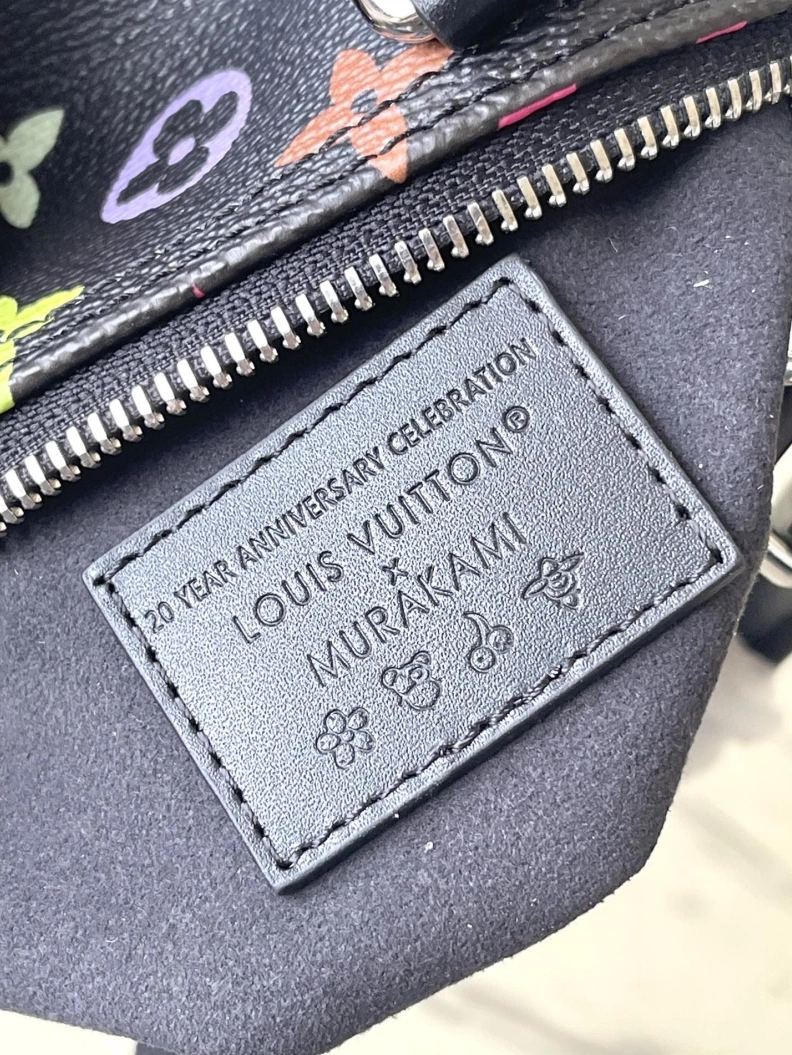 20 YEAR ANNIVERSARY CELEBRATION
LOUIS VUITTON®
x
MURAKAMI